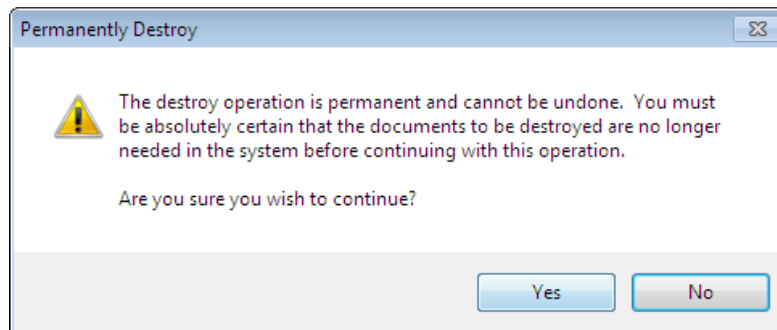 Permanently Destroy
The destroy operation is permanent and cannot be undone.  You must
be absolutely certain that the documents to be destroyed are no longer
needed in the system before continuing with this operation.
Are you sure you wish to continue?
Yes
No